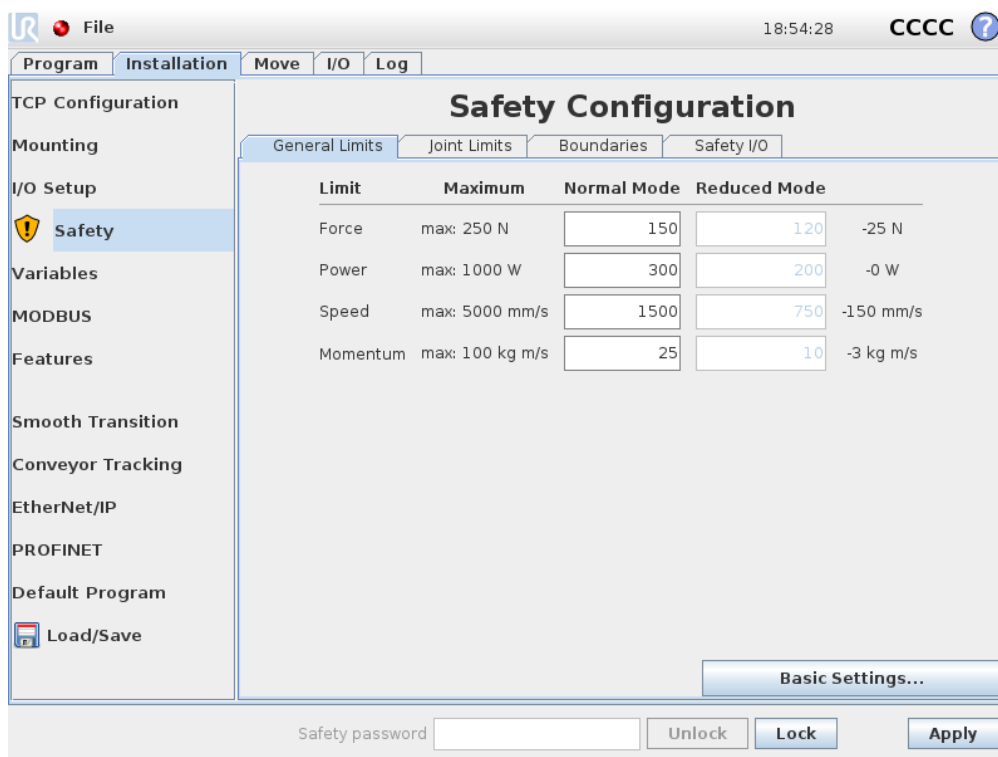 UR File 18:54:28 CCCC ?
Program Installation Move I/O Log
TCP Configuration
Mounting
I/O Setup
Safety
Variables
MODBUS
Features
Smooth Transition
Conveyor Tracking
EtherNet/IP
PROFINET
Default Program
Load/Save
Safety Configuration
General Limits Joint Limits Boundaries Safety I/O
Limit Maximum Normal Mode Reduced Mode
Force max: 250 N 150 120 -25 N
Power max: 1000 W 300 200 -0 W
Speed max: 5000 mm/s 1500 750 -150 mm/s
Momentum max: 100 kg m/s 25 10 -3 kg m/s
Basic Settings...
Safety password Unlock Lock Apply